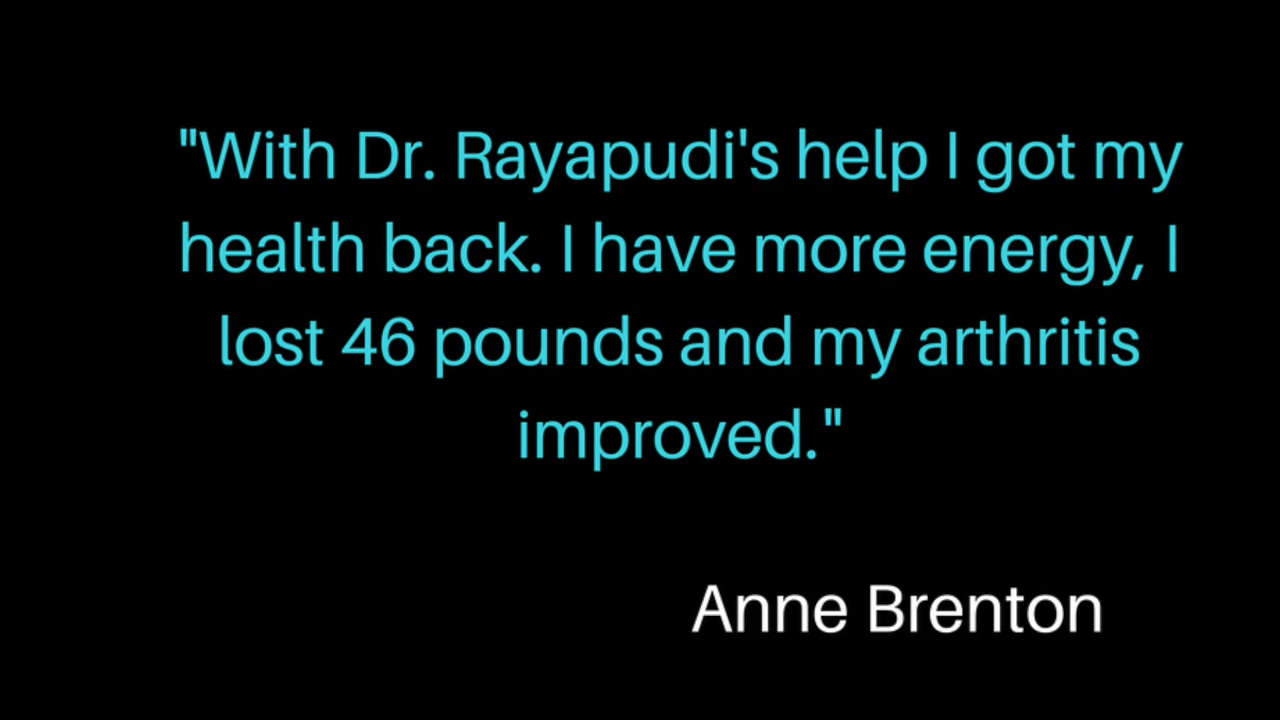 "With Dr. Rayapudi's help I got my
health back. I have more energy, I
lost 46 pounds and my arthritis
improved."
Anne Brenton